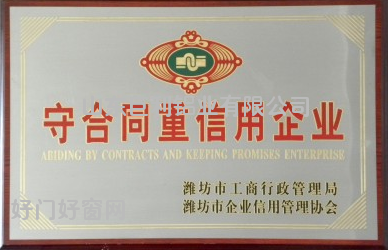 守合同重信用企业
ABIDING BY CONTRACTS AND KEEPING PROMISES ENTERPRISE
潍坊市工商行政管理局
潍坊市企业信用管理协会
好门好窗网